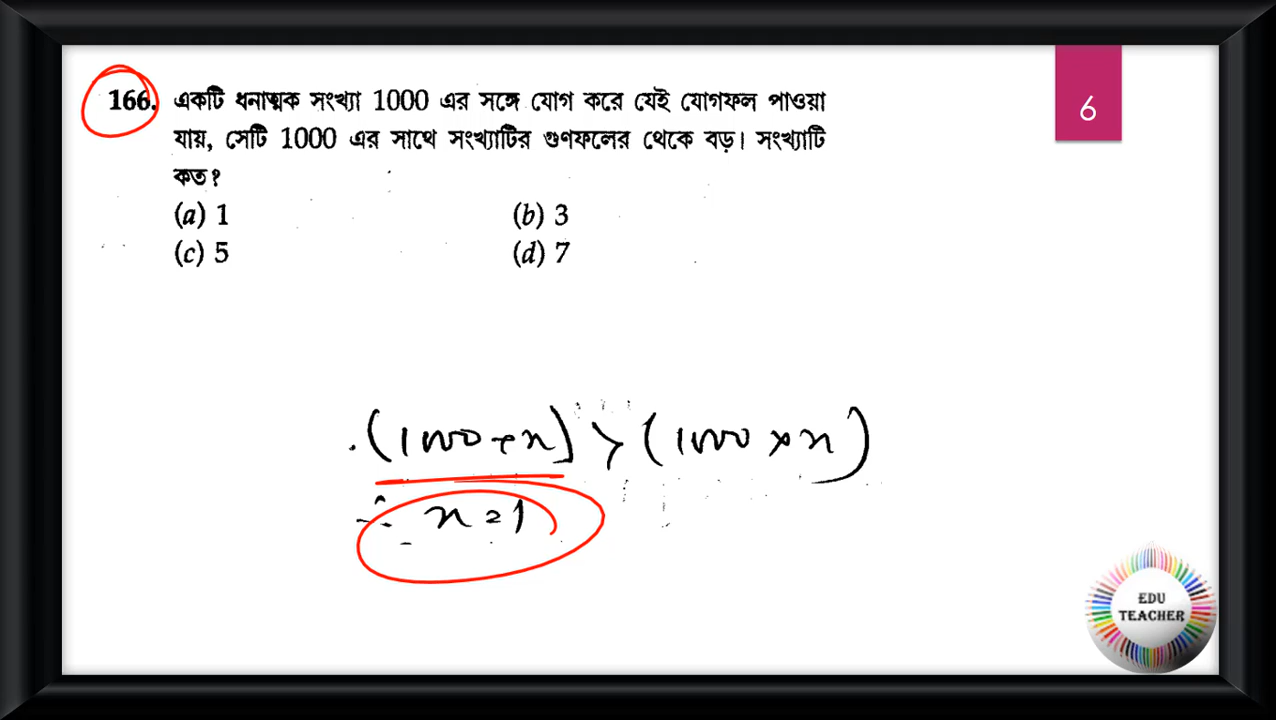 6
166. একটি ধনাত্মক সংখ্যা 1000 এর সঙ্গে যোগ করে যেই যোগফল পাওয়া
যায়, সেটি 1000 এর সাথে সংখ্যাটির গুণফলের থেকে বড়। সংখ্যাটি
কত?
(a) 1 (b) 3
(c) 5 (d) 7
(1000+x) > (1000 × x)
∴ x = 1
EDU
TEACHER